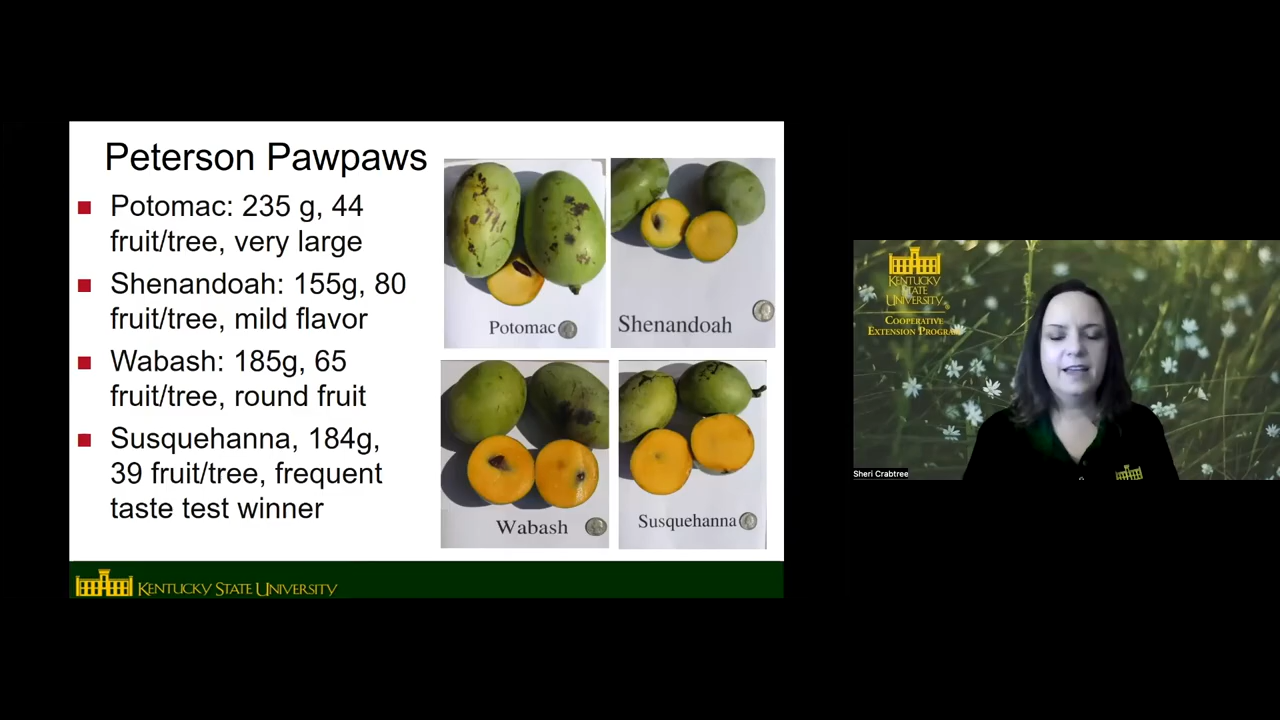 Peterson Pawpaws
Potomac: 235 g, 44
fruit/tree, very large
Shenandoah: 155g, 80
fruit/tree, mild flavor
Wabash: 185g, 65
fruit/tree, round fruit
Susquehanna, 184g,
39 fruit/tree, frequent
taste test winner
Potomac
Shenandoah
Wabash
Susquehanna
KENTUCKY STATE UNIVERSITY
KENTUCKY
STATE
UNIVERSITY
COOPERATIVE
EXTENSION PROGRA
Sheri Crabtree